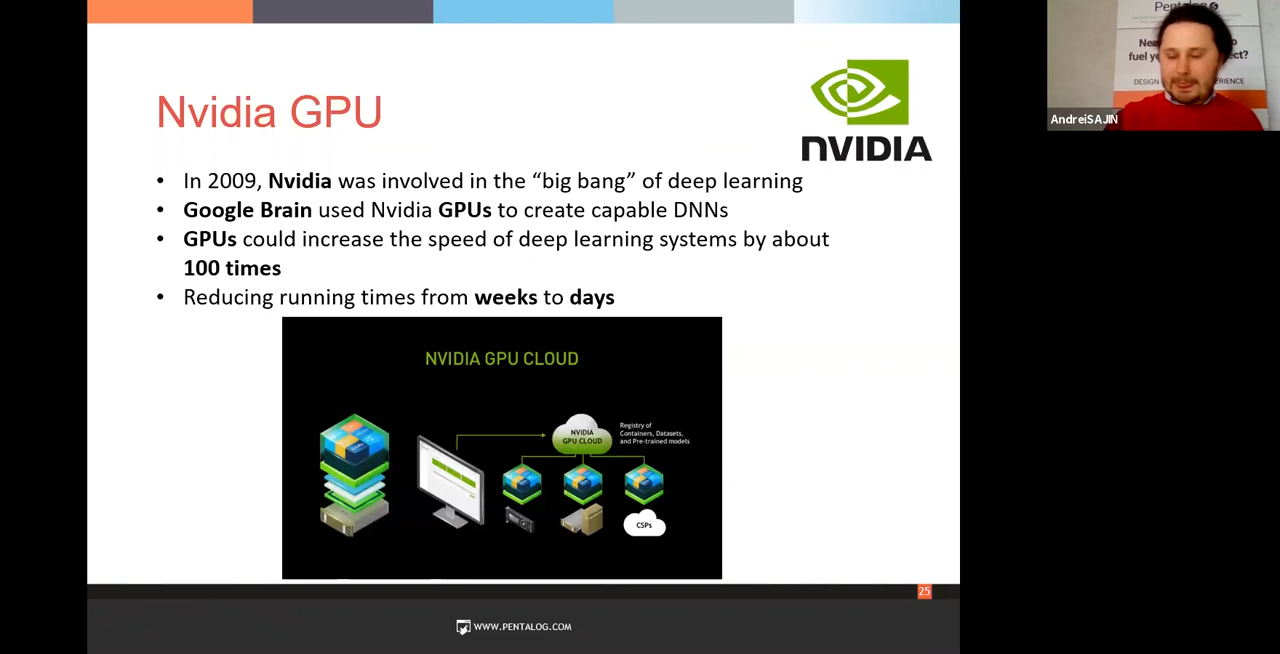 Pentalog
Nvidia GPU
NVIDIA
• In 2009, Nvidia was involved in the “big bang” of deep learning
• Google Brain used Nvidia GPUs to create capable DNNs
• GPUs could increase the speed of deep learning systems by about
100 times
• Reducing running times from weeks to days
NVIDIA GPU CLOUD
NVIDIA
GPU CLOUD
Registry of
Containers, Datasets,
and Pre-trained models
CSPs
25
WWW.PENTALOG.COM
fuel
DESIGN
AndreiSAJIN